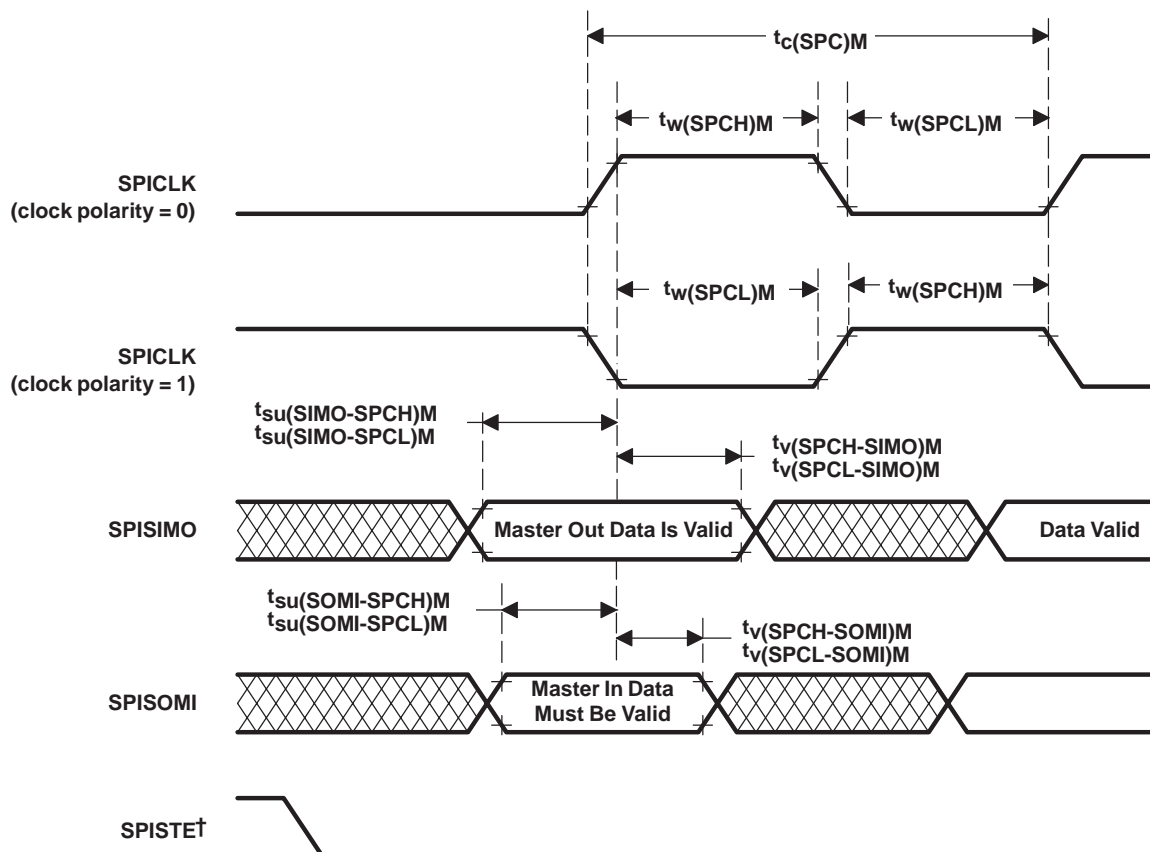 tc(SPC)M
tw(SPCH)M
tw(SPCL)M
SPICLK
(clock polarity = 0)
tw(SPCL)M
tw(SPCH)M
SPICLK
(clock polarity = 1)
tsu(SIMO-SPCH)M
tsu(SIMO-SPCL)M
tv(SPCH-SIMO)M
tv(SPCL-SIMO)M
SPISIMO
Master Out Data Is Valid
Data Valid
tsu(SOMI-SPCH)M
tsu(SOMI-SPCL)M
tv(SPCH-SOMI)M
tv(SPCL-SOMI)M
SPISOMI
Master In Data
Must Be Valid
SPISTE†